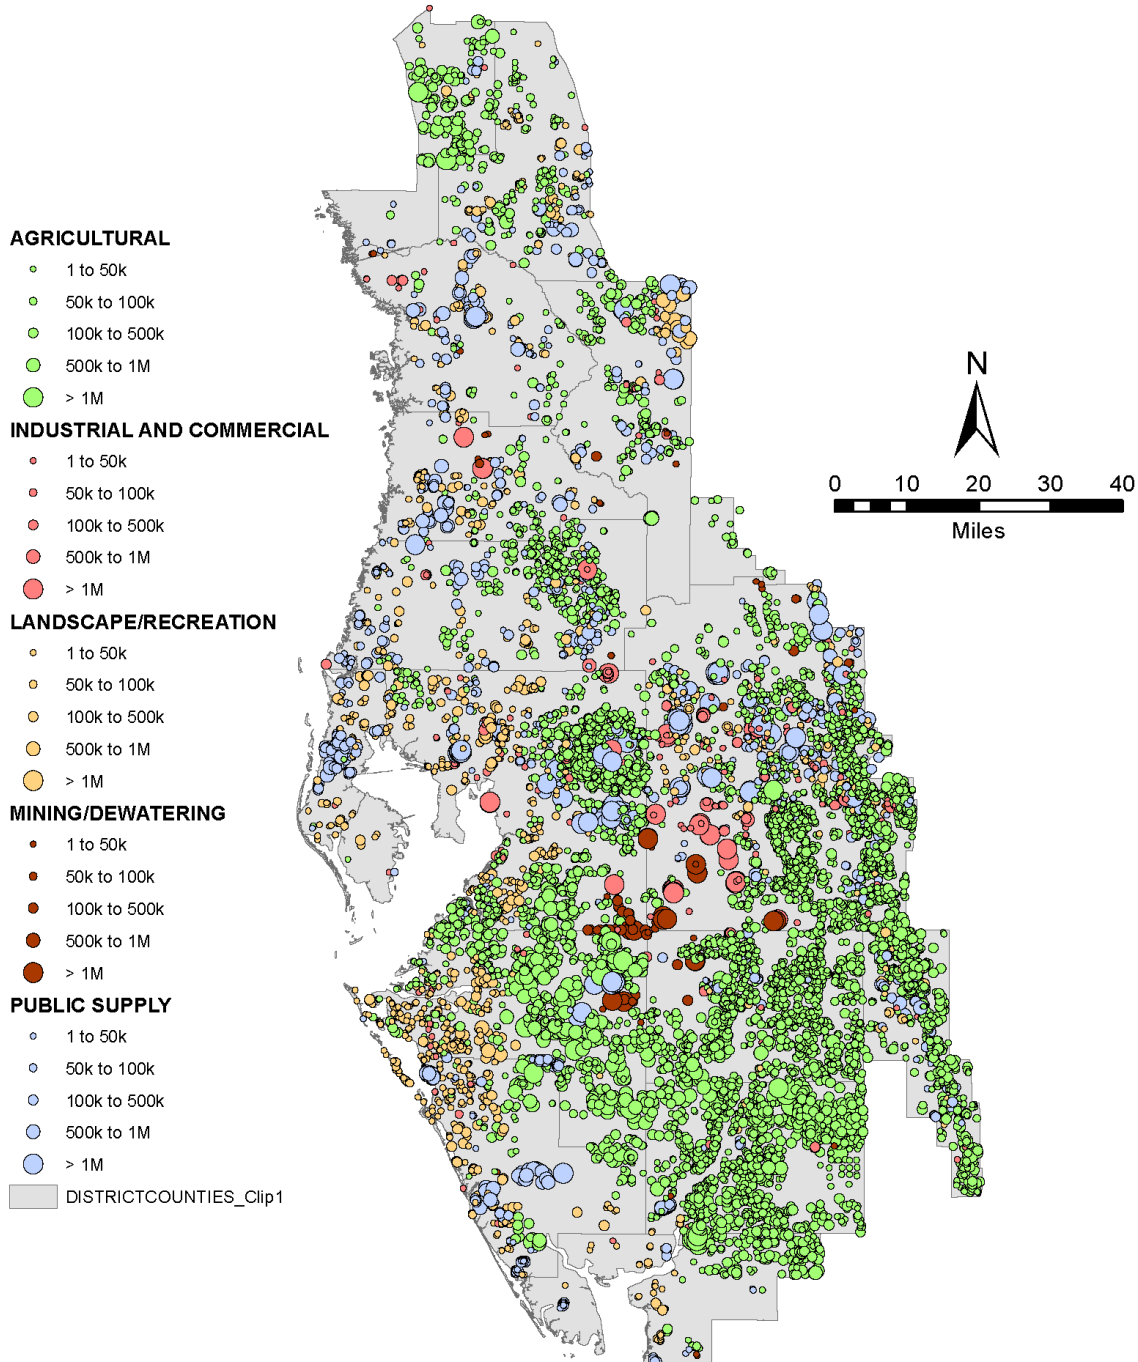 AGRICULTURAL
1 to 50k
50k to 100k
100k to 500k
500k to 1M
> 1M
INDUSTRIAL AND COMMERCIAL
1 to 50k
50k to 100k
100k to 500k
500k to 1M
> 1M
LANDSCAPE/RECREATION
1 to 50k
50k to 100k
100k to 500k
500k to 1M
> 1M
MINING/DEWATERING
1 to 50k
50k to 100k
100k to 500k
500k to 1M
> 1M
PUBLIC SUPPLY
1 to 50k
50k to 100k
100k to 500k
500k to 1M
> 1M
DISTRICTCOUNTIES_Clip1
N
0 10 20 30 40
Miles